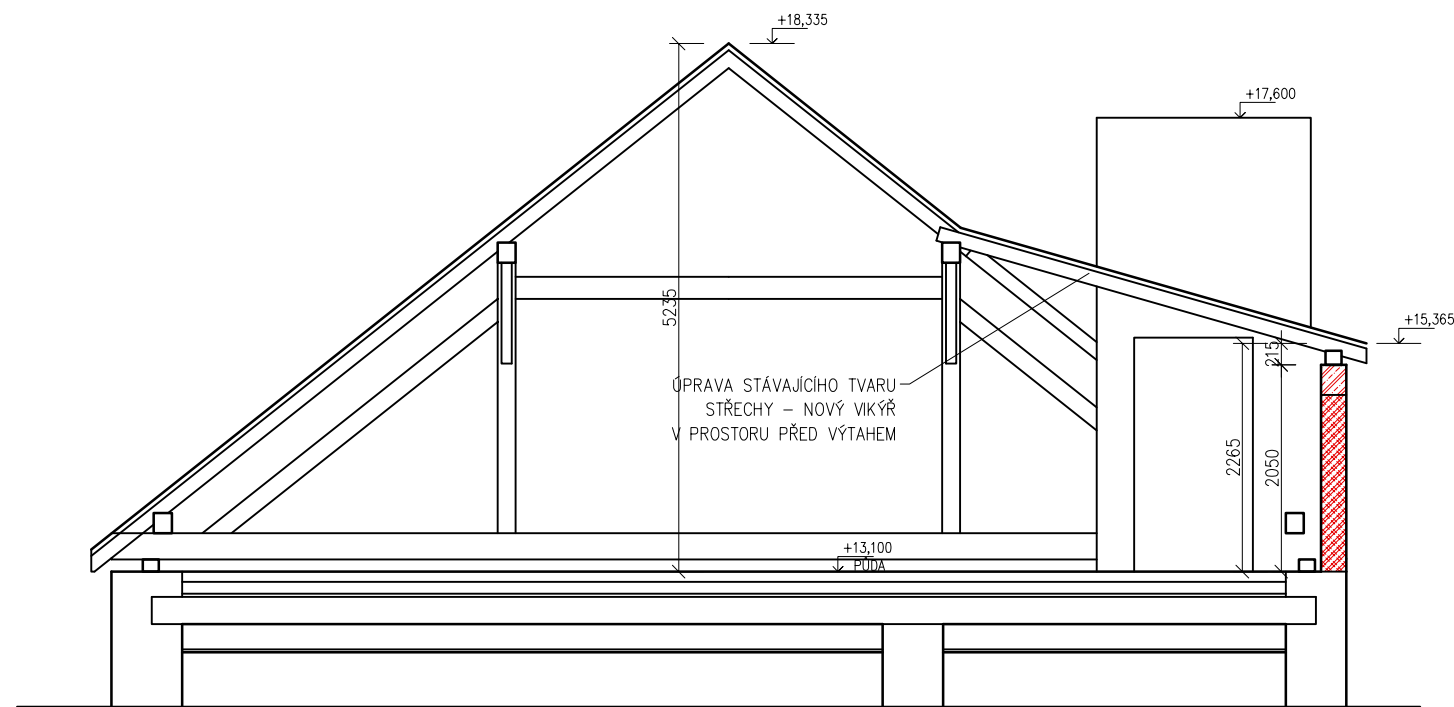 +18,335
+17,600
+15,365
5235
215
ÚPRAVA STÁVAJÍCÍHO TVARU
STŘECHY – NOVÝ VIKÝŘ
V PROSTORU PŘED VÝTAHEM
2265
2050
+13,100
PŮDA